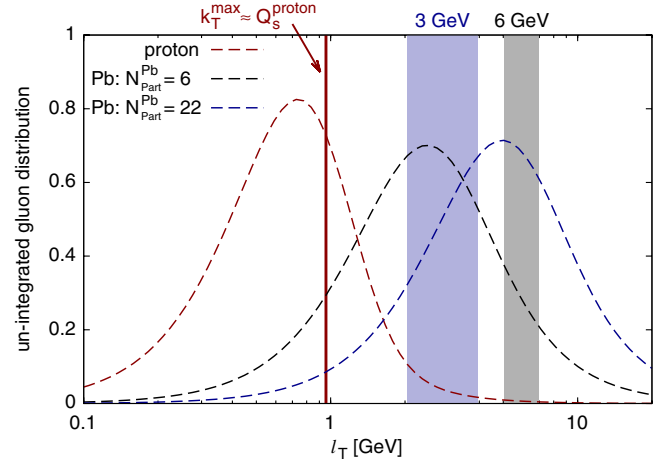 k_T^max ≈ Q_s^proton 3 GeV 6 GeV
proton
Pb: N_Part^Pb = 6
Pb: N_Part^Pb = 22
un-integrated gluon distribution
1
0.8
0.6
0.4
0.2
0
0.1 1 10
l_T [GeV]